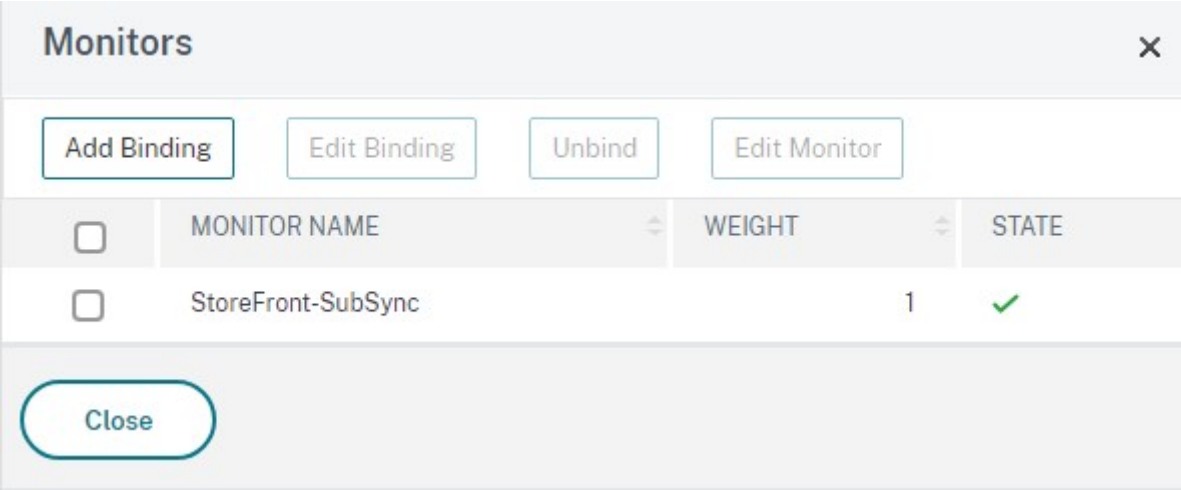 Monitors
Add Binding Edit Binding Unbind Edit Monitor
MONITOR NAME WEIGHT STATE
StoreFront-SubSync 1
Close